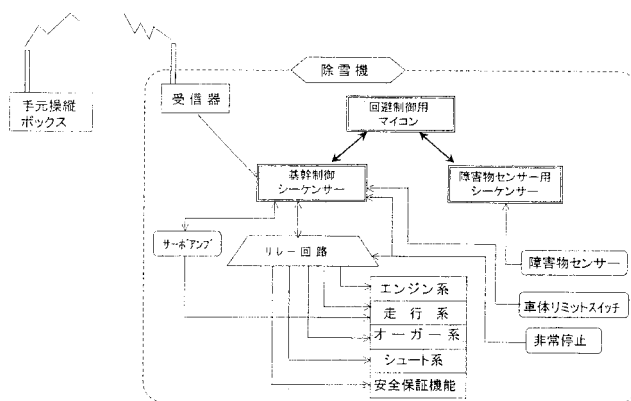 除雪機
手元操縦
ボックス
受信器
回避制御用
マイコン
基幹制御
シーケンサー
障害物センサー用
シーケンサー
サーボアンプ
リレー回路
障害物センサー
エンジン系
車体リミットスイッチ
走行系
オーガー系
非常停止
シュート系
安全保証機能